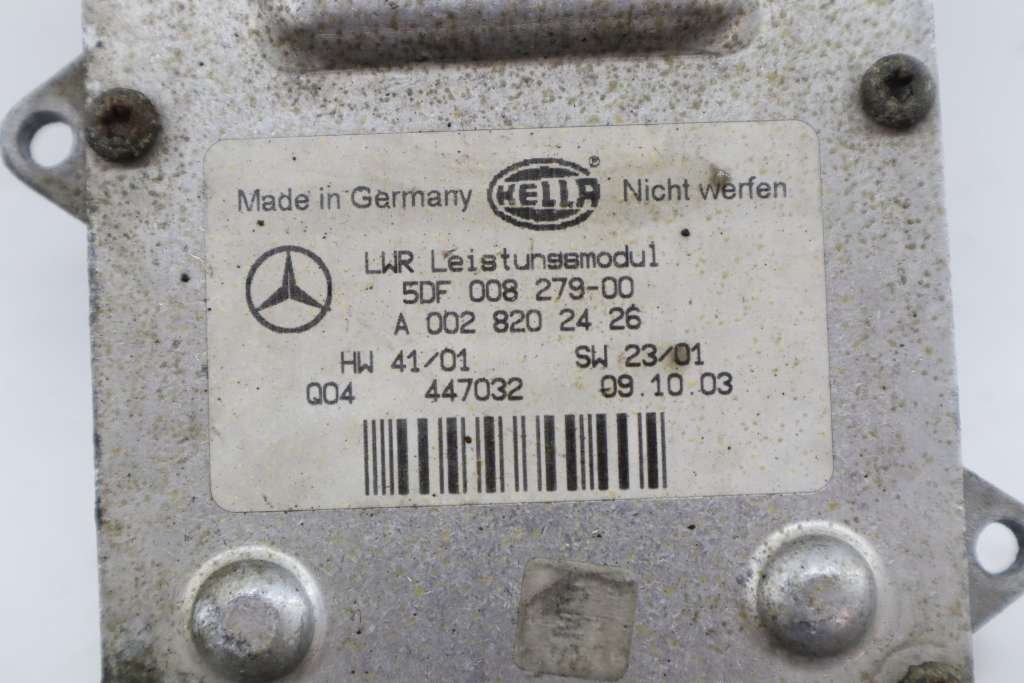 Made in Germany HELLA ® Nicht werfen
LWR Leistungsmodul
5DF 008 279-00
A 002 820 24 26
HW 41/01 SW 23/01
Q04 447032 09.10.03